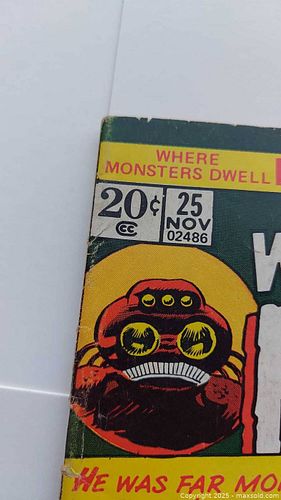 WHERE
MONSTERS DWELL
20¢ 25
CC NOV
02486
W
HE WAS FAR MO
Copyright 2025 - maxsold.com